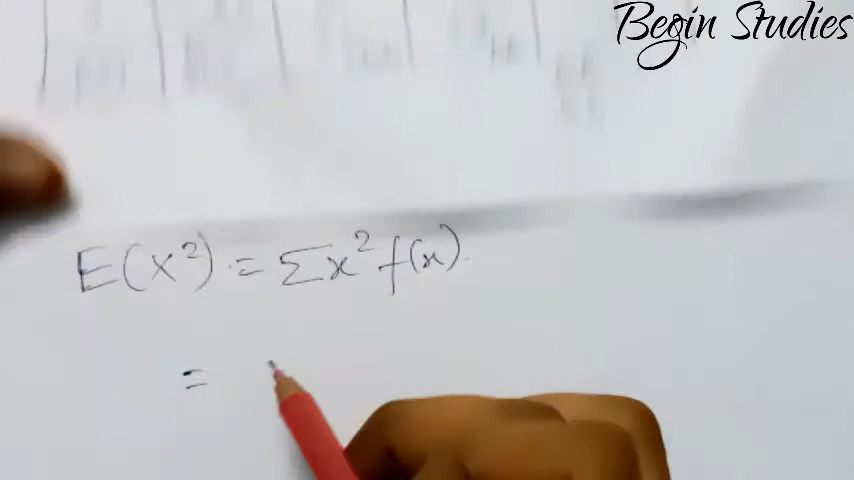 Begin Studies
E(X²) = Σx² f(x).
=